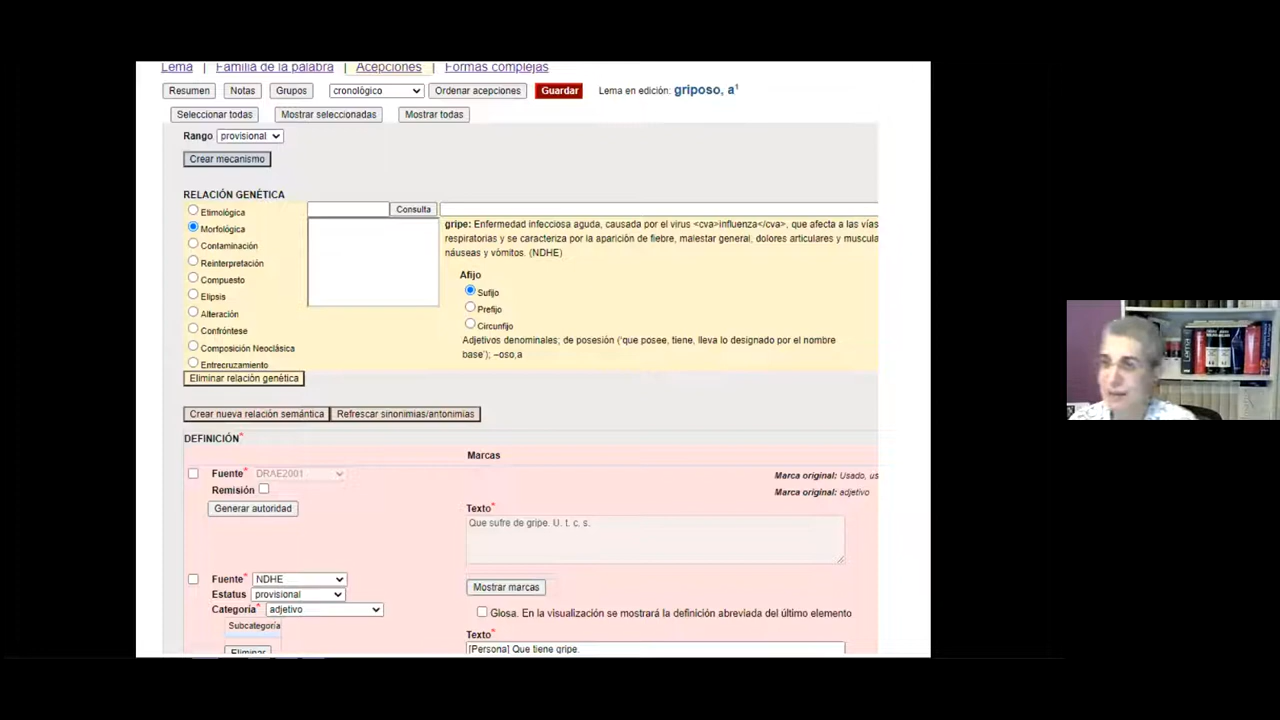 Lema | Familia de la palabra | Acepciones | Formas complejas
Resumen Notas Grupos cronológico Ordenar acepciones Guardar Lema en edición: griposo, a¹
Seleccionar todas Mostrar seleccionadas Mostrar todas
Rango provisional
Crear mecanismo
RELACIÓN GENÉTICA
Etimológica
Morfológica
Contaminación
Reinterpretación
Compuesto
Elipsis
Alteración
Confróntese
Composición Neoclásica
Entrecruzamiento
Consulta
gripe: Enfermedad infecciosa aguda, causada por el virus <cva>influenza</cva>, que afecta a las vías
respiratorias y se caracteriza por la aparición de fiebre, malestar general, dolores articulares y muscula
náuseas y vómitos. (NDHE)
Afijo
Sufijo
Prefijo
Circunfijo
Adjetivos denominales; de posesión ('que posee, tiene, lleva lo designado por el nombre
base'); –oso,a
Eliminar relación genética
Crear nueva relación semántica Refrescar sinonimias/antonimias
DEFINICIÓN*
Marcas
Fuente* DRAE2001
Marca original: Usado, us
Remisión
Marca original: adjetivo
Generar autoridad
Texto*
Que sufre de gripe. U. t. c. s.
Fuente* NDHE
Mostrar marcas
Estatus provisional
Categoría* adjetivo
Glosa. En la visualización se mostrará la definición abreviada del último elemento
Subcategoría
Texto*
Eliminar
[Persona] Que tiene gripe.